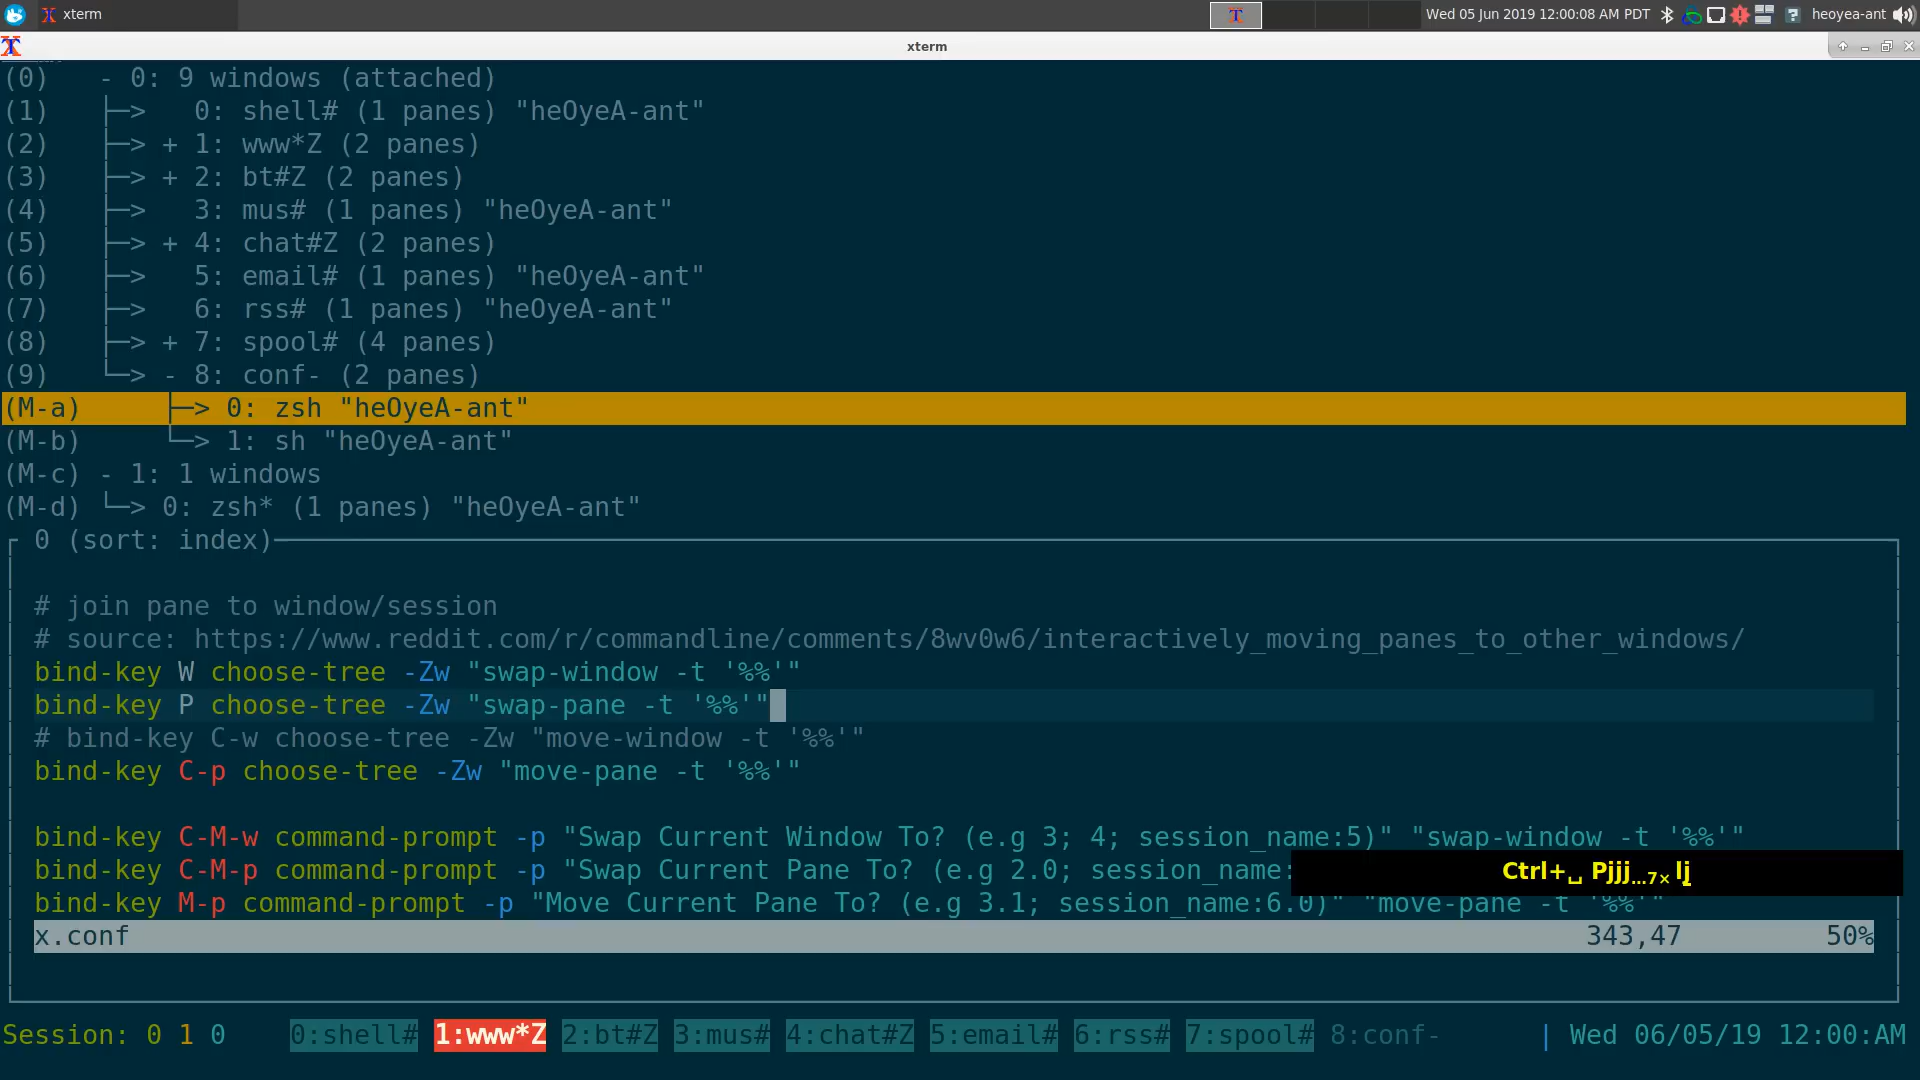 xterm
Wed 05 Jun 2019 12:00:08 AM PDT
heoyea-ant
xterm
(0) - 0: 9 windows (attached)
(1) ├─> 0: shell# (1 panes) "heOyeA-ant"
(2) ├─> + 1: www*Z (2 panes)
(3) ├─> + 2: bt#Z (2 panes)
(4) ├─> 3: mus# (1 panes) "heOyeA-ant"
(5) ├─> + 4: chat#Z (2 panes)
(6) ├─> 5: email# (1 panes) "heOyeA-ant"
(7) ├─> 6: rss# (1 panes) "heOyeA-ant"
(8) ├─> + 7: spool# (4 panes)
(9) └─> - 8: conf- (2 panes)
(M-a) ├─> 0: zsh "heOyeA-ant"
(M-b) └─> 1: sh "heOyeA-ant"
(M-c) - 1: 1 windows
(M-d) └─> 0: zsh* (1 panes) "heOyeA-ant"
0 (sort: index)
# join pane to window/session
# source: https://www.reddit.com/r/commandline/comments/8wv0w6/interactively_moving_panes_to_other_windows/
bind-key W choose-tree -Zw "swap-window -t '%%'"
bind-key P choose-tree -Zw "swap-pane -t '%%'"
# bind-key C-w choose-tree -Zw "move-window -t '%%'"
bind-key C-p choose-tree -Zw "move-pane -t '%%'"
bind-key C-M-w command-prompt -p "Swap Current Window To? (e.g 3; 4; session_name:5)" "swap-window -t '%%'"
bind-key C-M-p command-prompt -p "Swap Current Pane To? (e.g 2.0; session_name:
Ctrl+␣ Pjjj...7× lj
bind-key M-p command-prompt -p "Move Current Pane To? (e.g 3.1; session_name:6.0)" "move-pane -t '%%'"
x.conf 343,47 50%
Session: 0 1 0 0:shell# 1:www*Z 2:bt#Z 3:mus# 4:chat#Z 5:email# 6:rss# 7:spool# 8:conf- | Wed 06/05/19 12:00:AM